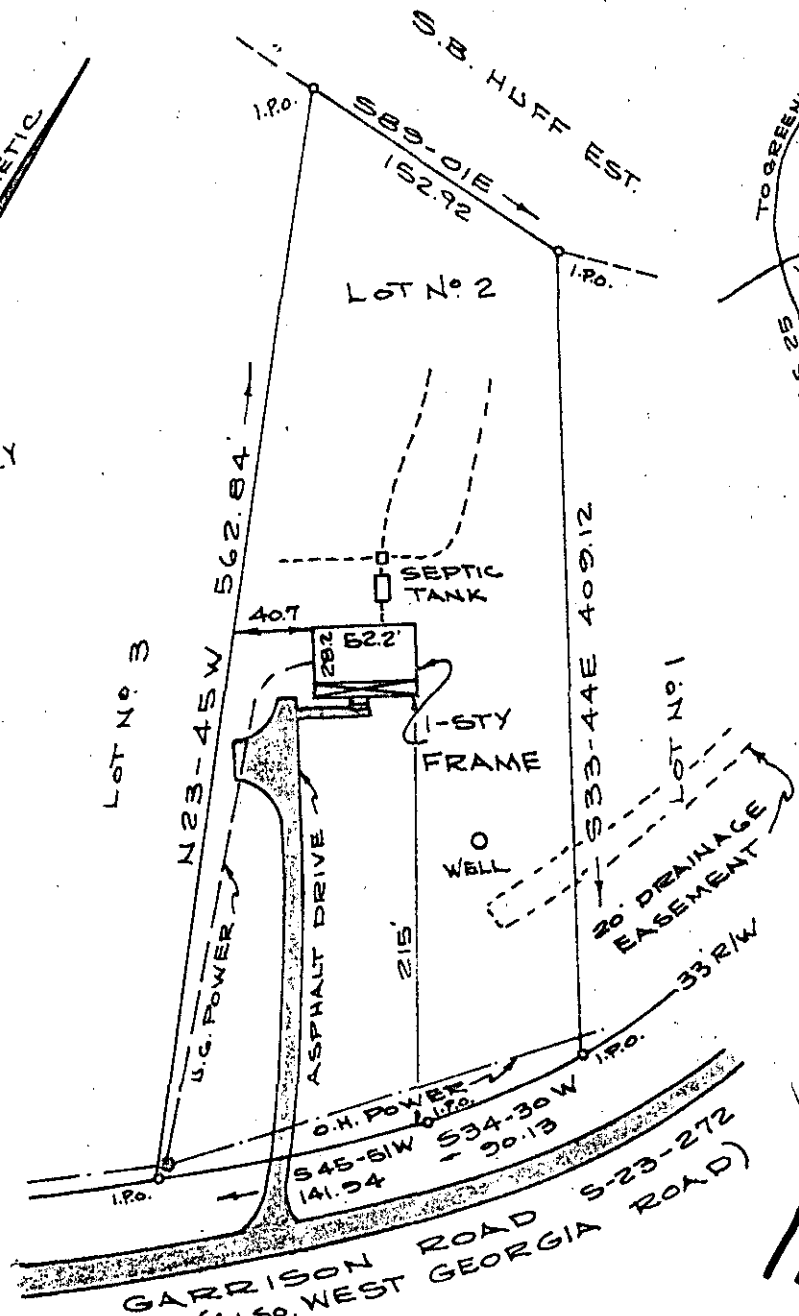 S.B. HUFF EST.
I.P.O.
S89-01E
152.92
I.P.O.
LOT Nº. 2
TO GREEN
S 25
ETIC
Y
N23-45W 562.84'
S33-44E 409.12
SEPTIC
TANK
40.7
28.2
52.2'
1-STY
FRAME
LOT Nº. 3
LOT Nº. 1
WELL
20' DRAINAGE
EASEMENT
215'
ASPHALT DRIVE
U.G. POWER
33' R/W
I.P.O.
O.H. POWER
I.P.O.
S45-51W
141.94
S34-30W
90.13
I.P.O.
GARRISON ROAD S-23-272
(ALSO WEST GEORGIA ROAD)